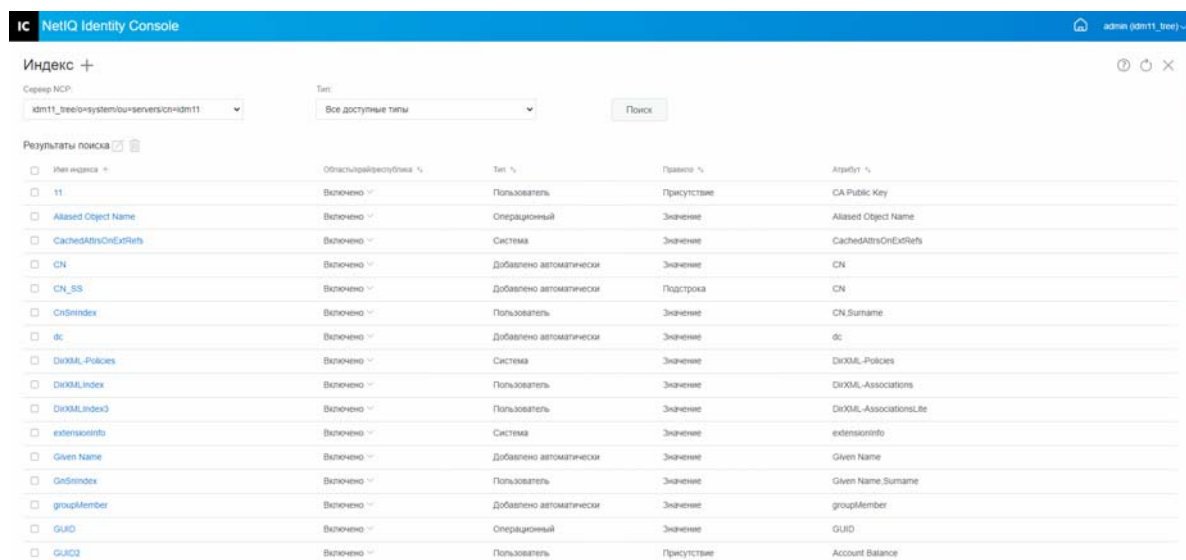 IC NetIQ Identity Console admin (idm11_tree)
Индекс
Сервер NCP: Тип:
idm11_tree/o=system/ou=servers/cn=idm11 Все доступные типы Поиск
Результаты поиска
Имя индекса Область/край/республика Тип Правило Атрибут
11 Включено Пользователь Присутствие CA Public Key
Aliased Object Name Включено Операционный Значение Aliased Object Name
CachedAttrsOnExtRefs Включено Система Значение CachedAttrsOnExtRefs
CN Включено Добавлено автоматически Значение CN
CN_SS Включено Добавлено автоматически Подстрока CN
CnSnIndex Включено Пользователь Значение CN,Surname
dc Включено Добавлено автоматически Значение dc
DirXML-Policies Включено Система Значение DirXML-Policies
DirXMLIndex Включено Пользователь Значение DirXML-Associations
DirXMLIndex3 Включено Пользователь Значение DirXML-AssociationsLite
extensionInfo Включено Система Значение extensionInfo
Given Name Включено Добавлено автоматически Значение Given Name
GnSnIndex Включено Пользователь Значение Given Name,Surname
groupMember Включено Добавлено автоматически Значение groupMember
GUID Включено Операционный Значение GUID
GUID2 Включено Пользователь Присутствие Account Balance